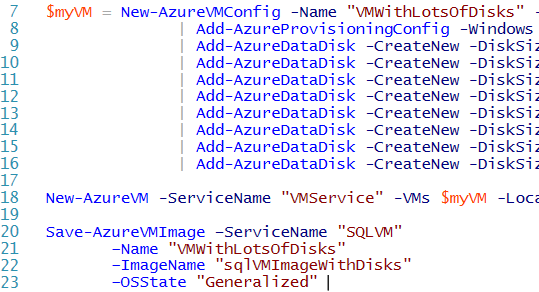 7 $myVM = New-AzureVMConfig -Name "VMWithLotsOfDisks" -
8 | Add-AzureProvisioningConfig -Windows
9 | Add-AzureDataDisk -CreateNew -DiskSiz
10 | Add-AzureDataDisk -CreateNew -DiskSiz
11 | Add-AzureDataDisk -CreateNew -DiskSiz
12 | Add-AzureDataDisk -CreateNew -DiskSiz
13 | Add-AzureDataDisk -CreateNew -DiskSiz
14 | Add-AzureDataDisk -CreateNew -DiskSiz
15 | Add-AzureDataDisk -CreateNew -DiskSiz
16 | Add-AzureDataDisk -CreateNew -DiskSiz
17
18 New-AzureVM -ServiceName "VMService" -VMs $myVM -Loca
19
20 Save-AzureVMImage -ServiceName "SQLVM"
21 -Name "VMWithLotsOfDisks"
22 -ImageName "sqlVMImageWithDisks"
23 -OSState "Generalized"